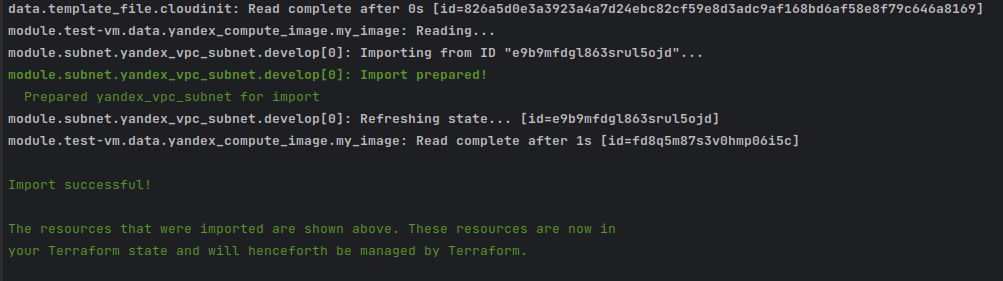 data.template_file.cloudinit: Read complete after 0s [id=826a5d0e3a3923a4a7d24ebc82cf59e8d3adc9af168bd6af58e8f79c646a8169]
module.test-vm.data.yandex_compute_image.my_image: Reading...
module.subnet.yandex_vpc_subnet.develop[0]: Importing from ID "e9b9mfdgl863srul5ojd"...
module.subnet.yandex_vpc_subnet.develop[0]: Import prepared!
  Prepared yandex_vpc_subnet for import
module.subnet.yandex_vpc_subnet.develop[0]: Refreshing state... [id=e9b9mfdgl863srul5ojd]
module.test-vm.data.yandex_compute_image.my_image: Read complete after 1s [id=fd8q5m87s3v0hmp06i5c]
Import successful!
The resources that were imported are shown above. These resources are now in
your Terraform state and will henceforth be managed by Terraform.